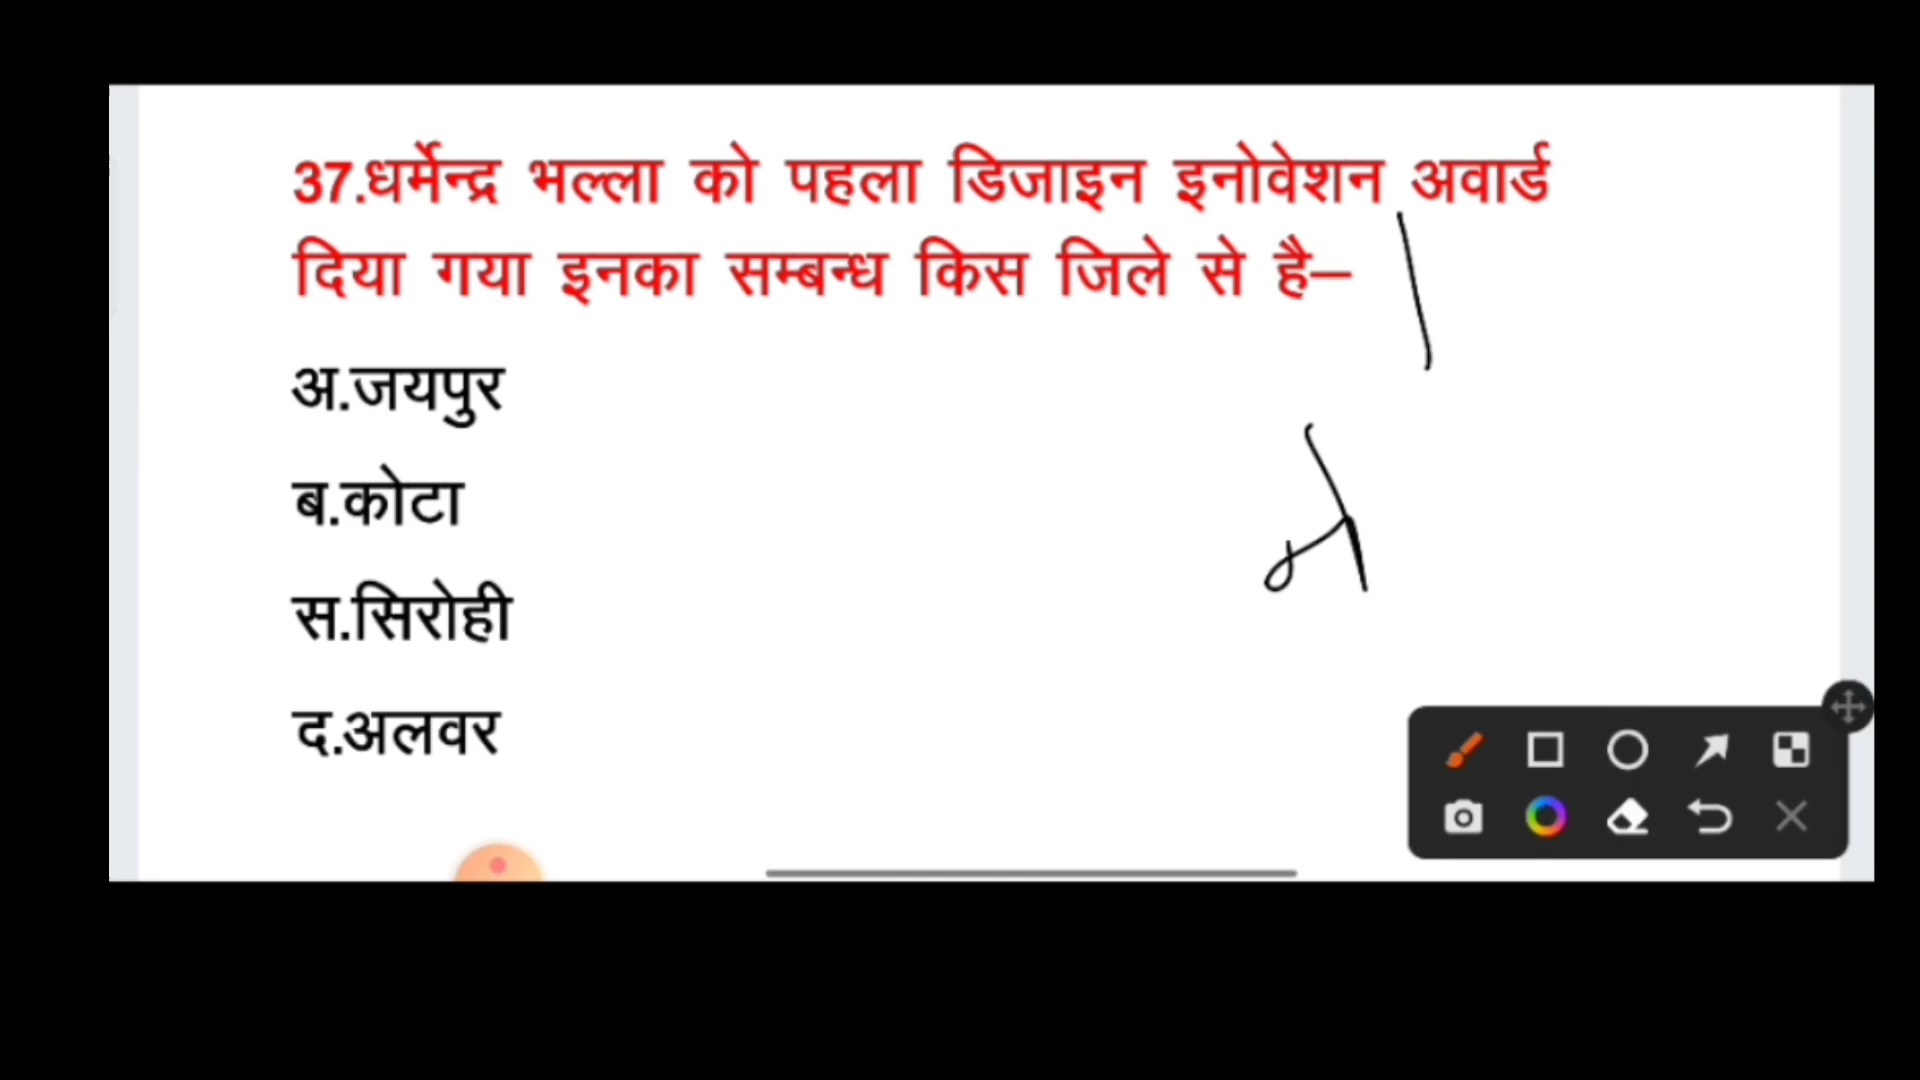 37.धर्मेन्द्र भल्ला को पहला डिजाइन इनोवेशन अवार्ड
दिया गया इनका सम्बन्ध किस जिले से है–
अ.जयपुर
ब.कोटा
स.सिरोही
द.अलवर